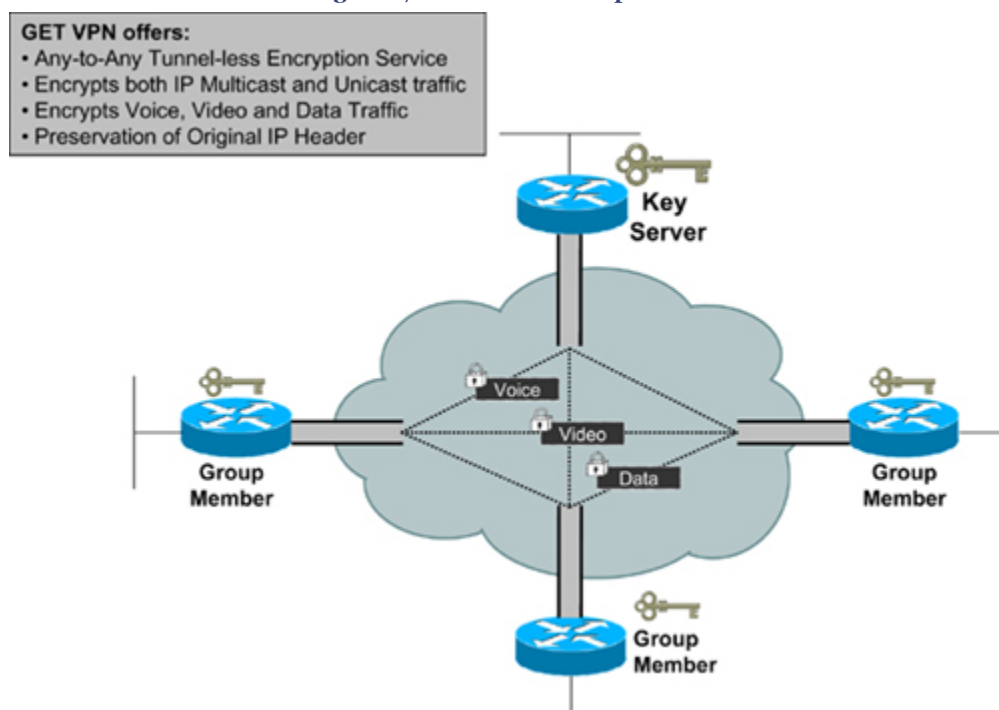 GET VPN offers:
• Any-to-Any Tunnel-less Encryption Service
• Encrypts both IP Multicast and Unicast traffic
• Encrypts Voice, Video and Data Traffic
• Preservation of Original IP Header
Key
Server
Voice
Video
Data
Group
Member
Group
Member
Group
Member